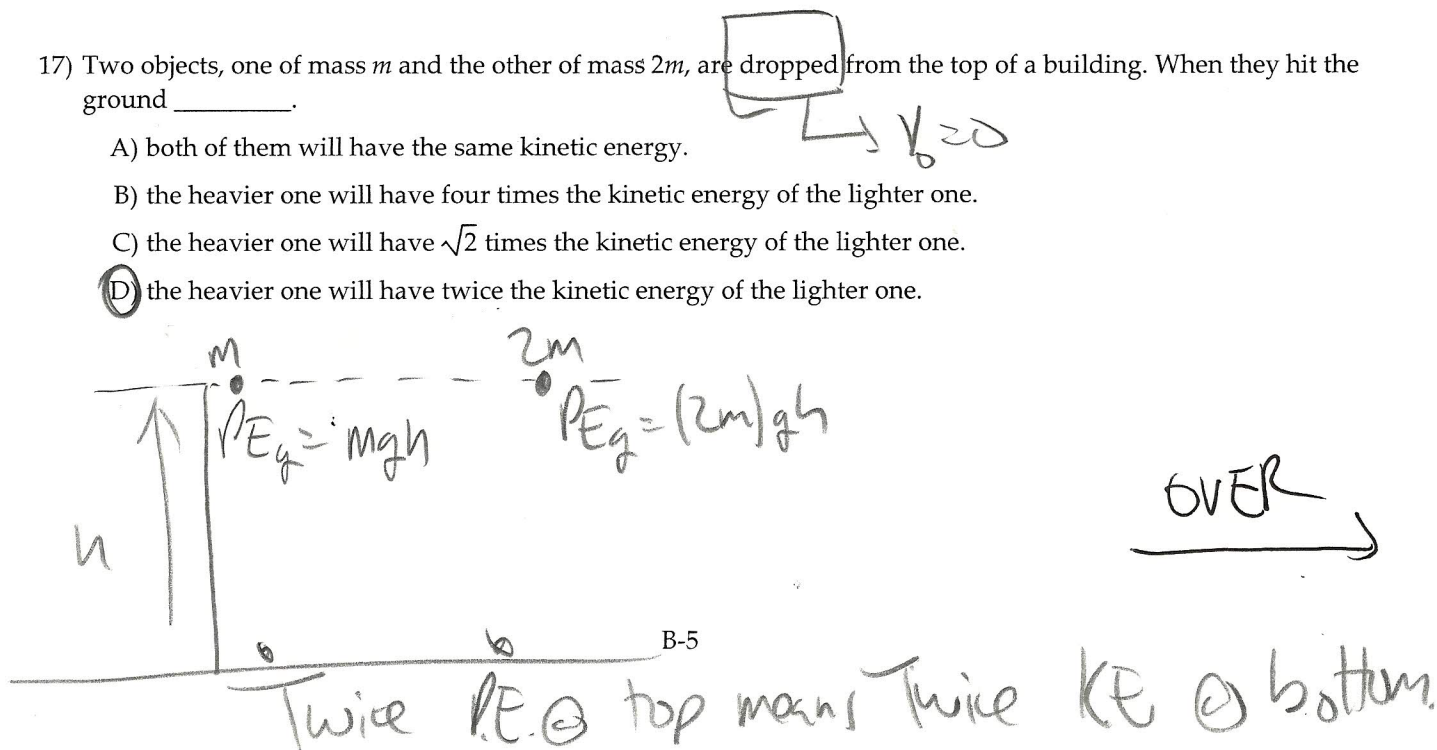 17) Two objects, one of mass m and the other of mass 2m, are dropped from the top of a building. When they hit the
ground ________.
V₀=0
A) both of them will have the same kinetic energy.
B) the heavier one will have four times the kinetic energy of the lighter one.
C) the heavier one will have √2 times the kinetic energy of the lighter one.
D) the heavier one will have twice the kinetic energy of the lighter one.
m 2m
PEg = mgh PEg = (2m)gh
OVER
h
B-5
Twice P.E. @ top means Twice KE @ bottom.